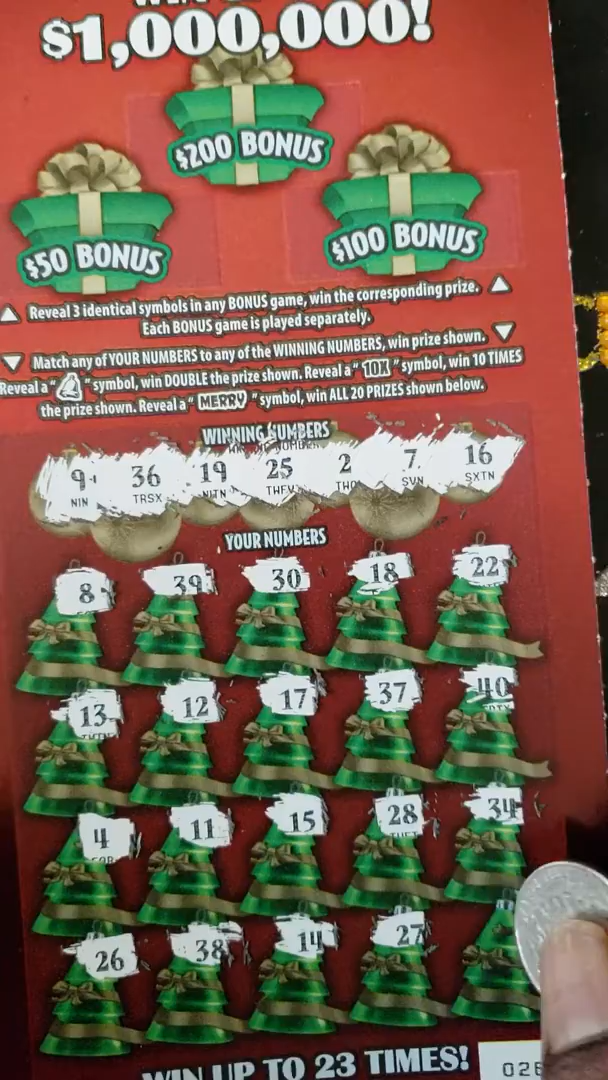 $1,000,000!
$200 BONUS
$50 BONUS
$100 BONUS
Reveal 3 identical symbols in any BONUS game, win the corresponding prize.
Each BONUS game is played separately.
Match any of YOUR NUMBERS to any of the WINNING NUMBERS, win prize shown.
Reveal a " " symbol, win DOUBLE the prize shown. Reveal a " 10X " symbol, win 10 TIMES
the prize shown. Reveal a " MERRY " symbol, win ALL 20 PRIZES shown below.
WINNING NUMBERS
9 36 19 25 2 7 16
NIN TRSX NITN TWFV TWO SVN SXTN
YOUR NUMBERS
8 39 30 18 22
13 12 17 37 40
4 11 15 28 34
FOR
26 38 14 27
WIN UP TO 23 TIMES!